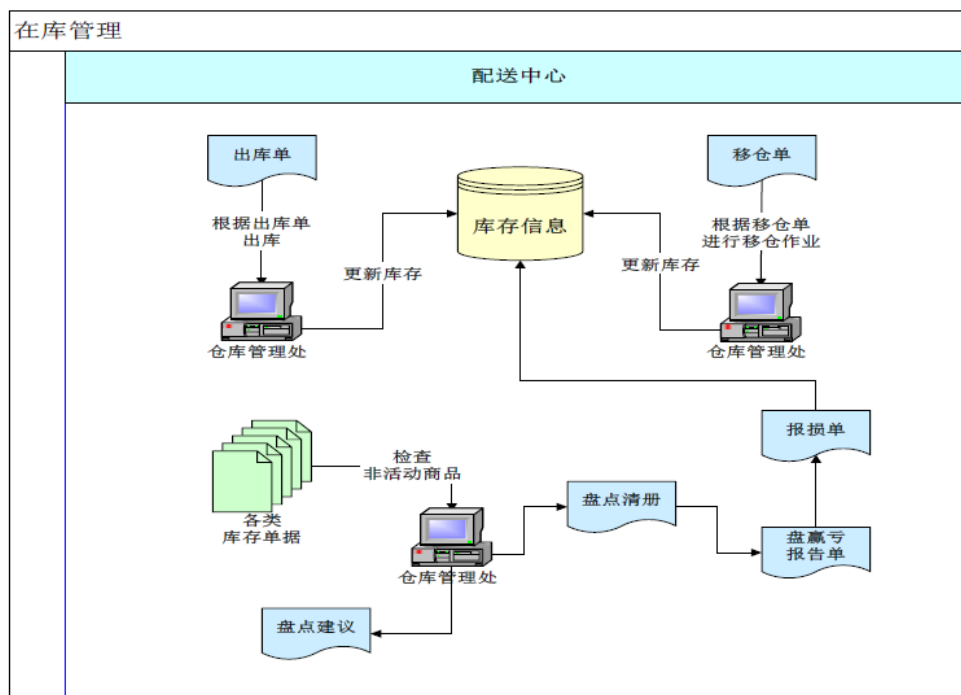 在库管理
配送中心
出库单
移仓单
根据出库单
出库
库存信息
根据移仓单
进行移仓作业
更新库存
更新库存
仓库管理处
仓库管理处
报损单
检查
非活动商品
盘点清册
各类
库存单据
盘赢亏
报告单
仓库管理处
盘点建议